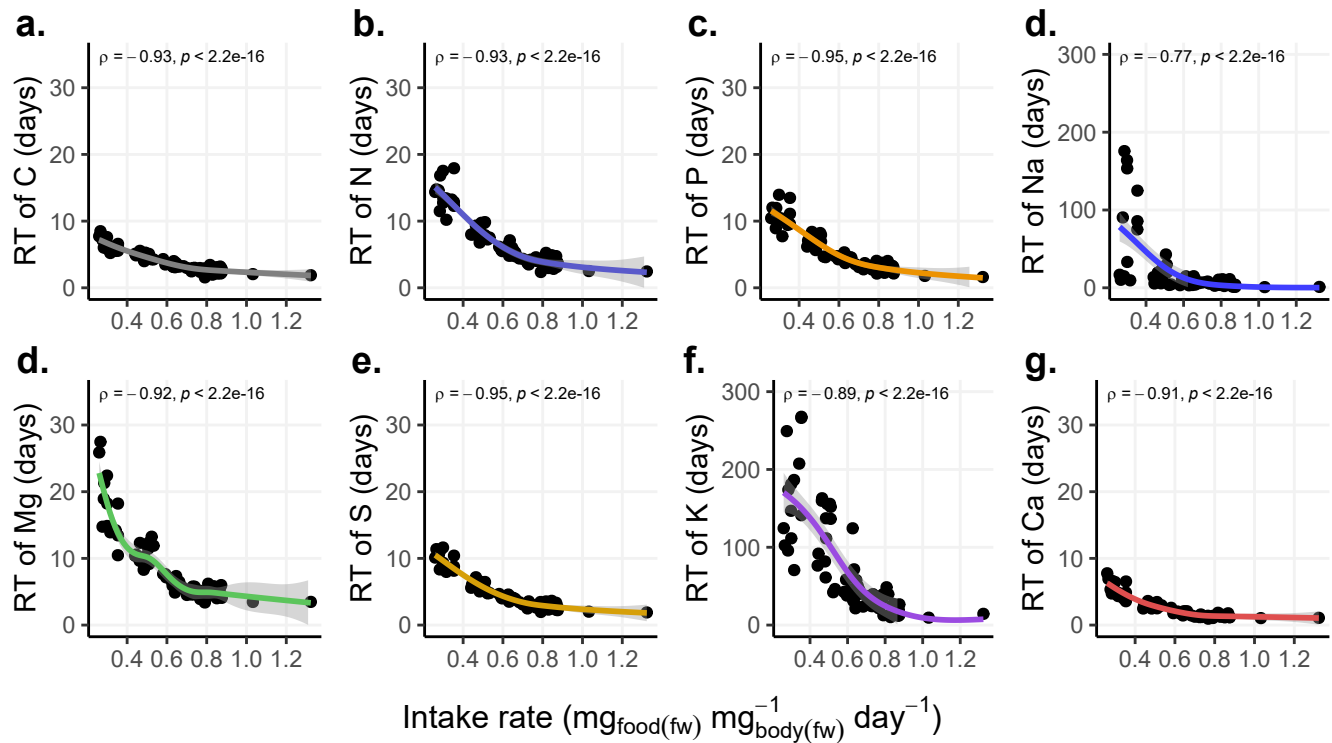 a.
ρ = −0.93, p < 2.2e-16
RT of C (days)
30
20
10
0
0.4 0.6 0.8 1.0 1.2
b.
ρ = −0.93, p < 2.2e-16
RT of N (days)
30
20
10
0
0.4 0.6 0.8 1.0 1.2
c.
ρ = −0.95, p < 2.2e-16
RT of P (days)
30
20
10
0
0.4 0.6 0.8 1.0 1.2
d.
ρ = −0.77, p < 2.2e-16
RT of Na (days)
300
200
100
0
0.4 0.6 0.8 1.0 1.2
d.
ρ = −0.92, p < 2.2e-16
RT of Mg (days)
30
20
10
0
0.4 0.6 0.8 1.0 1.2
e.
ρ = −0.95, p < 2.2e-16
RT of S (days)
30
20
10
0
0.4 0.6 0.8 1.0 1.2
f.
ρ = −0.89, p < 2.2e-16
RT of K (days)
300
200
100
0
0.4 0.6 0.8 1.0 1.2
g.
ρ = −0.91, p < 2.2e-16
RT of Ca (days)
30
20
10
0
0.4 0.6 0.8 1.0 1.2
Intake rate (mg_food(fw) mg_body(fw)^−1 day^−1)